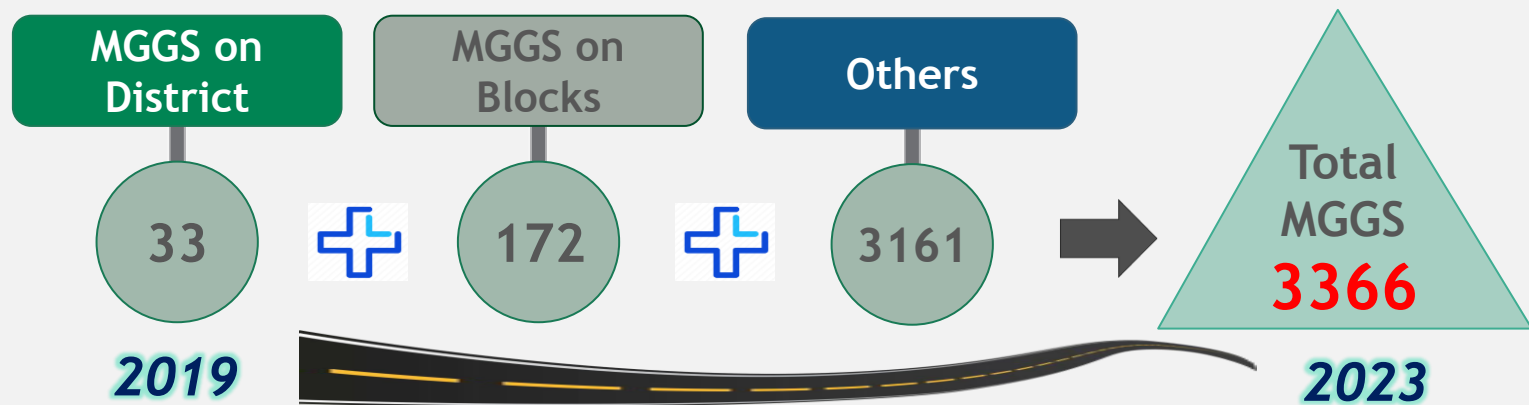 MGGS on
District
MGGS on
Blocks
Others
33
172
3161
Total
MGGS
3366
2019
2023